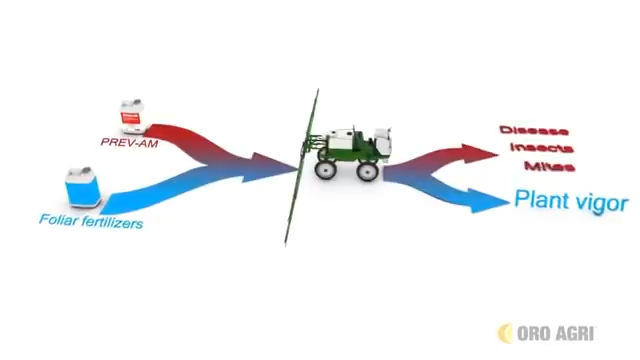 PREV-AM
Foliar fertilizers
Disease
Insects
Mites
Plant vigor
ORO AGRI